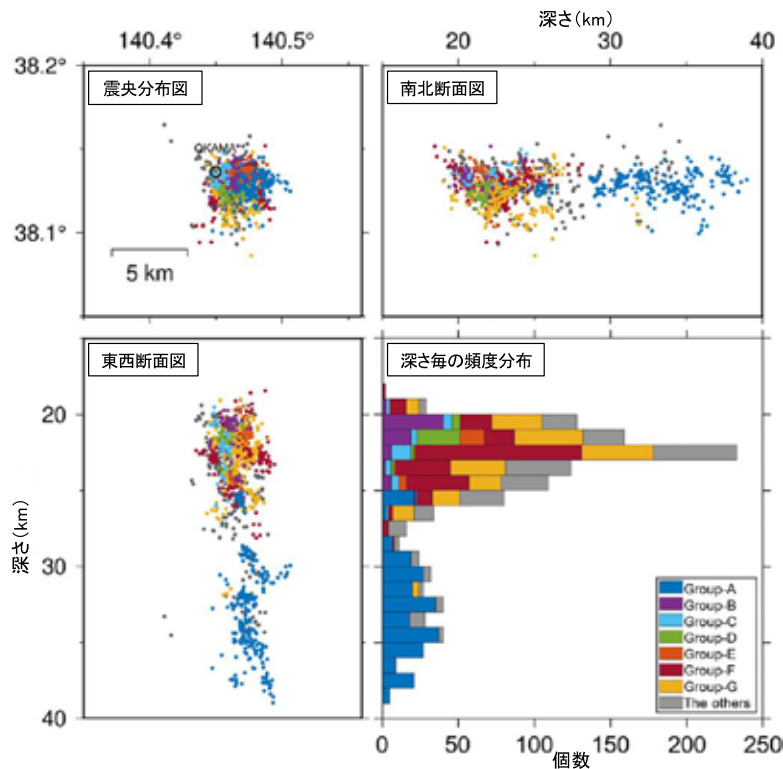 深さ(km)
140.4° 140.5°
20 30 40
38.2°
震央分布図
南北断面図
OKAMA
38.1°
5 km
東西断面図
深さ毎の頻度分布
20
30
40
深さ(km)
Group-A
Group-B
Group-C
Group-D
Group-E
Group-F
Group-G
The others
0 50 100 150 200 250
個数